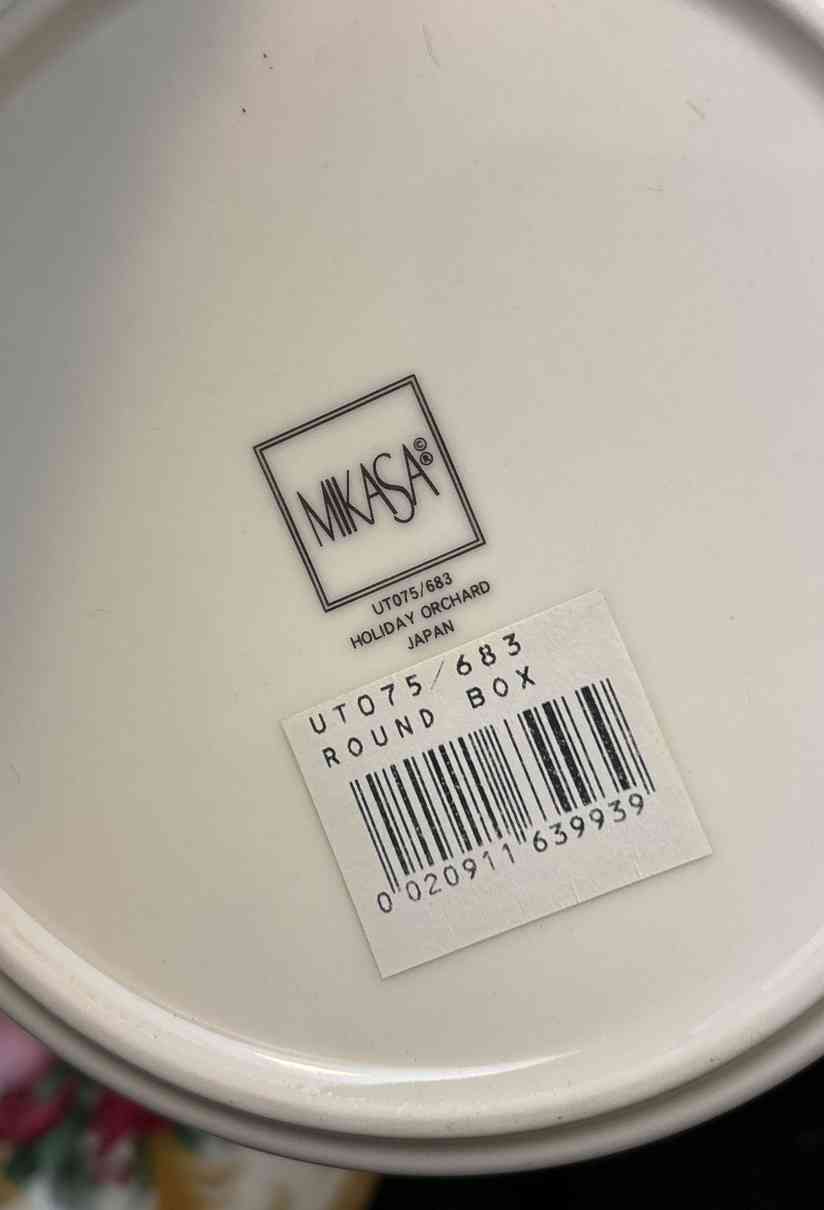 MIKASA©®
UT075/683
HOLIDAY ORCHARD
JAPAN
UT075/683
ROUND BOX
0 020911 639939